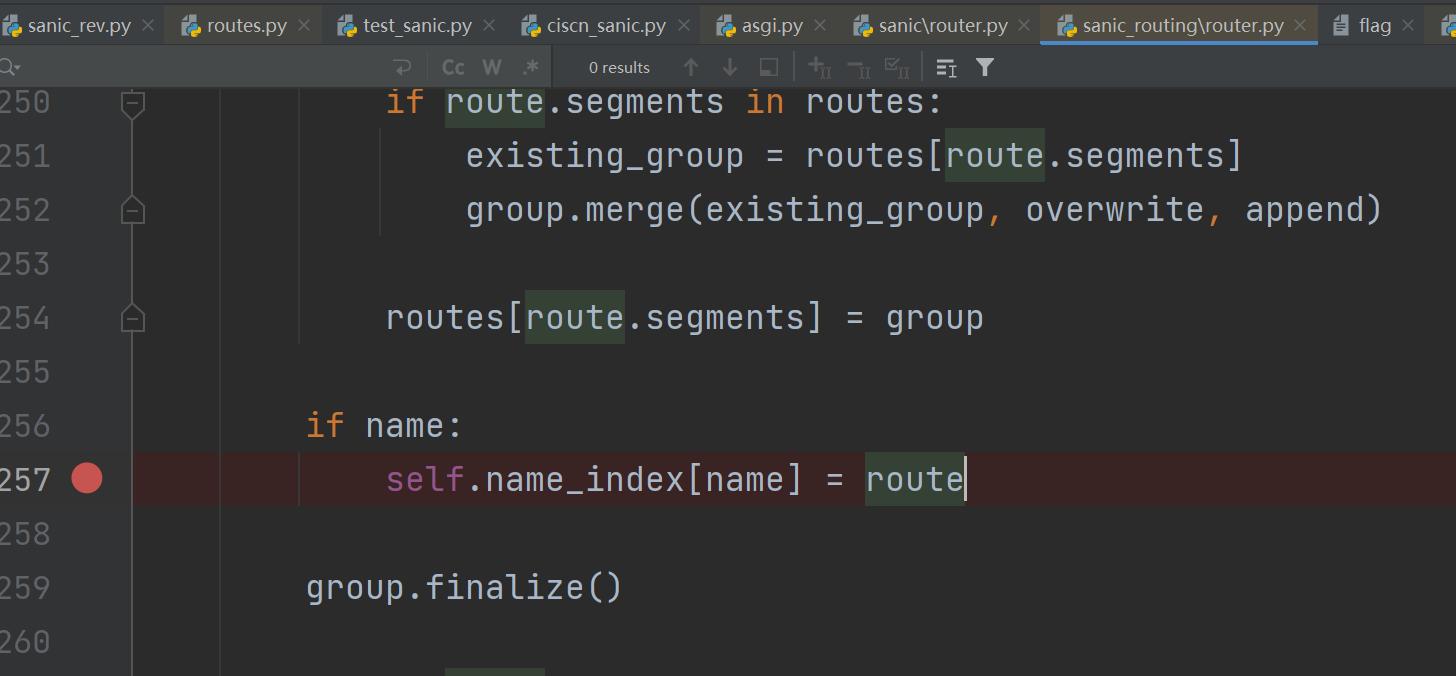 sanic_rev.py routes.py test_sanic.py ciscn_sanic.py asgi.py sanic\router.py sanic_routing\router.py flag
Cc W .* 0 results
250 if route.segments in routes:
251 existing_group = routes[route.segments]
252 group.merge(existing_group, overwrite, append)
253
254 routes[route.segments] = group
255
256 if name:
257 self.name_index[name] = route
258
259 group.finalize()
260